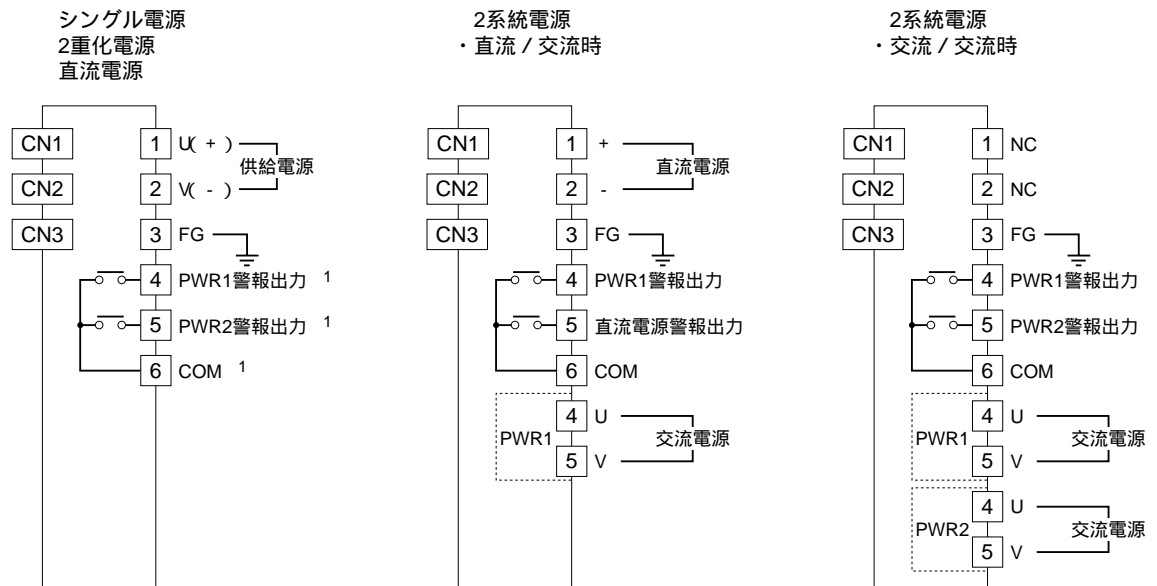 シングル電源
2重化電源
直流電源
CN1
CN2
CN3
1 U( + )
供給電源
2 V( - )
3 FG
4 PWR1警報出力 1
5 PWR2警報出力 1
6 COM 1
2系統電源
・直流 / 交流時
CN1
CN2
CN3
1 +
直流電源
2 -
3 FG
4 PWR1警報出力
5 直流電源警報出力
6 COM
PWR1
4 U
交流電源
5 V
2系統電源
・交流 / 交流時
CN1
CN2
CN3
1 NC
2 NC
3 FG
4 PWR1警報出力
5 PWR2警報出力
6 COM
PWR1
4 U
交流電源
5 V
PWR2
4 U
交流電源
5 V